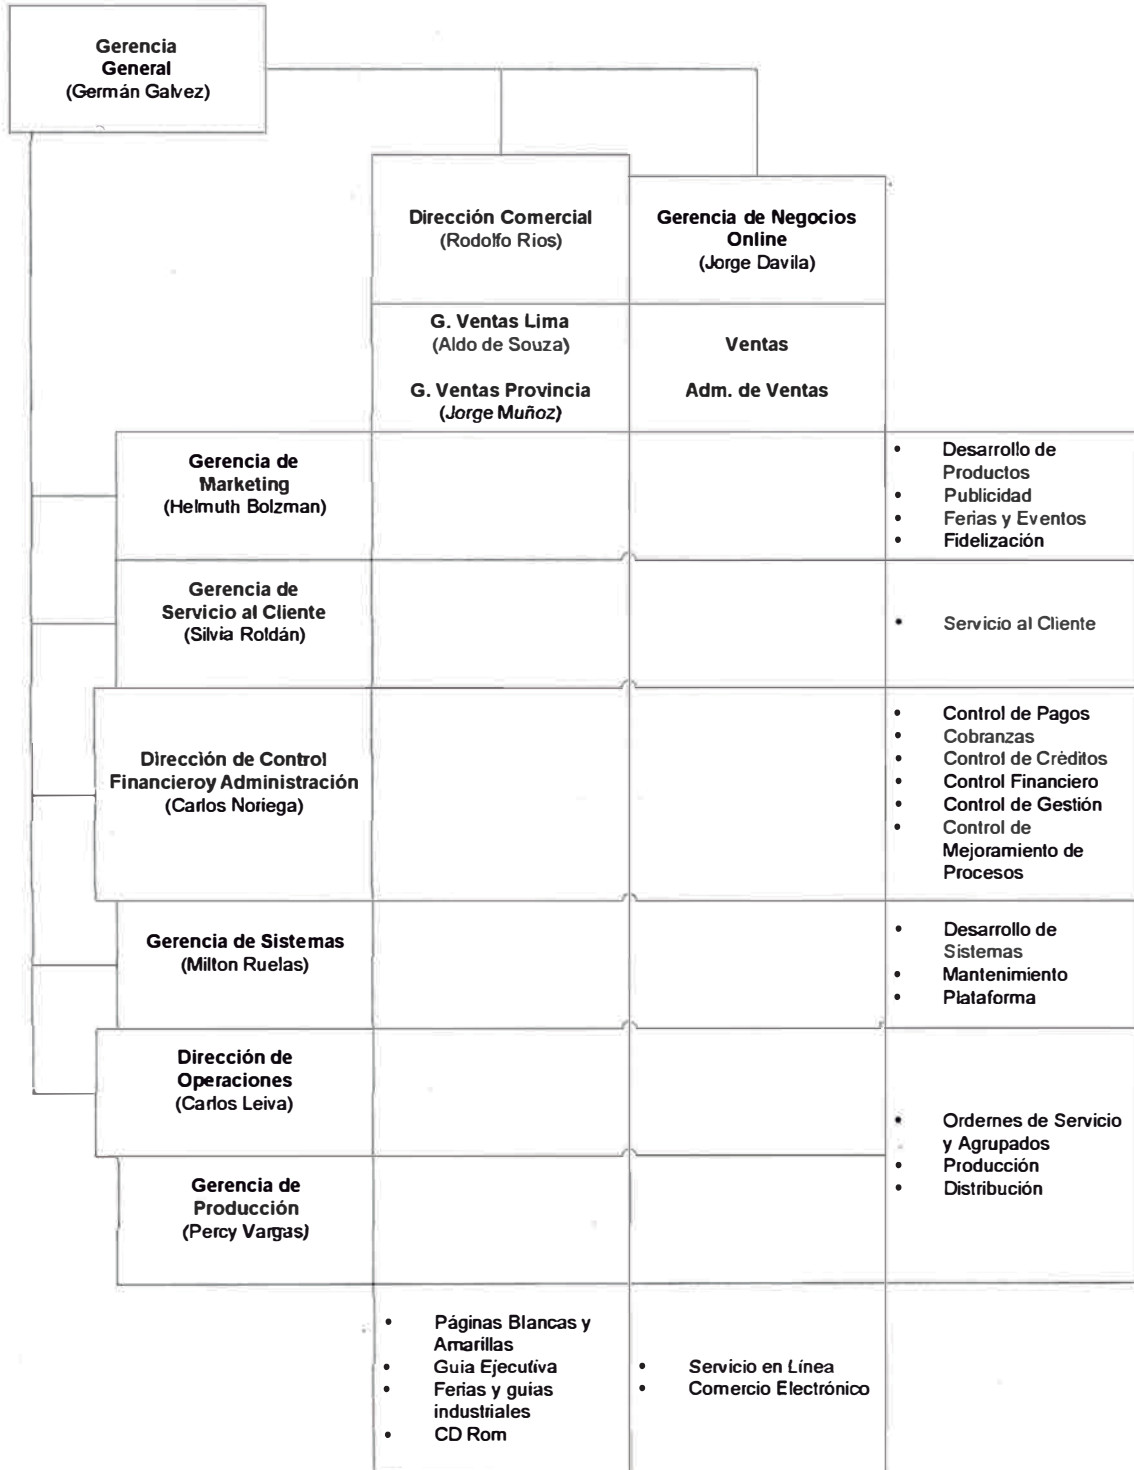 Gerencia
General
(Germán Galvez)
Dirección Comercial
(Rodolfo Rios)
Gerencia de Negocios
Online
(Jorge Davila)
G. Ventas Lima
(Aldo de Souza)
G. Ventas Provincia
(Jorge Muñoz)
Ventas
Adm. de Ventas
Gerencia de
Marketing
(Helmuth Bolzman)
• Desarrollo de
Productos
• Publicidad
• Ferias y Eventos
• Fidelización
Gerencia de
Servicio al Cliente
(Silvia Roldán)
• Servicio al Cliente
Dirección de Control
Financieroy Administración
(Carlos Noriega)
• Control de Pagos
• Cobranzas
• Control de Créditos
• Control Financiero
• Control de Gestión
• Control de
Mejoramiento de
Procesos
Gerencia de Sistemas
(Milton Ruelas)
• Desarrollo de
Sistemas
• Mantenimiento
• Plataforma
Dirección de
Operaciones
(Carlos Leiva)
• Ordernes de Servicio
y Agrupados
• Producción
• Distribución
Gerencia de
Producción
(Percy Vargas)
• Páginas Blancas y
Amarillas
• Guia Ejecutiva
• Ferias y guias
industriales
• CD Rom
• Servicio en Línea
• Comercio Electrónico